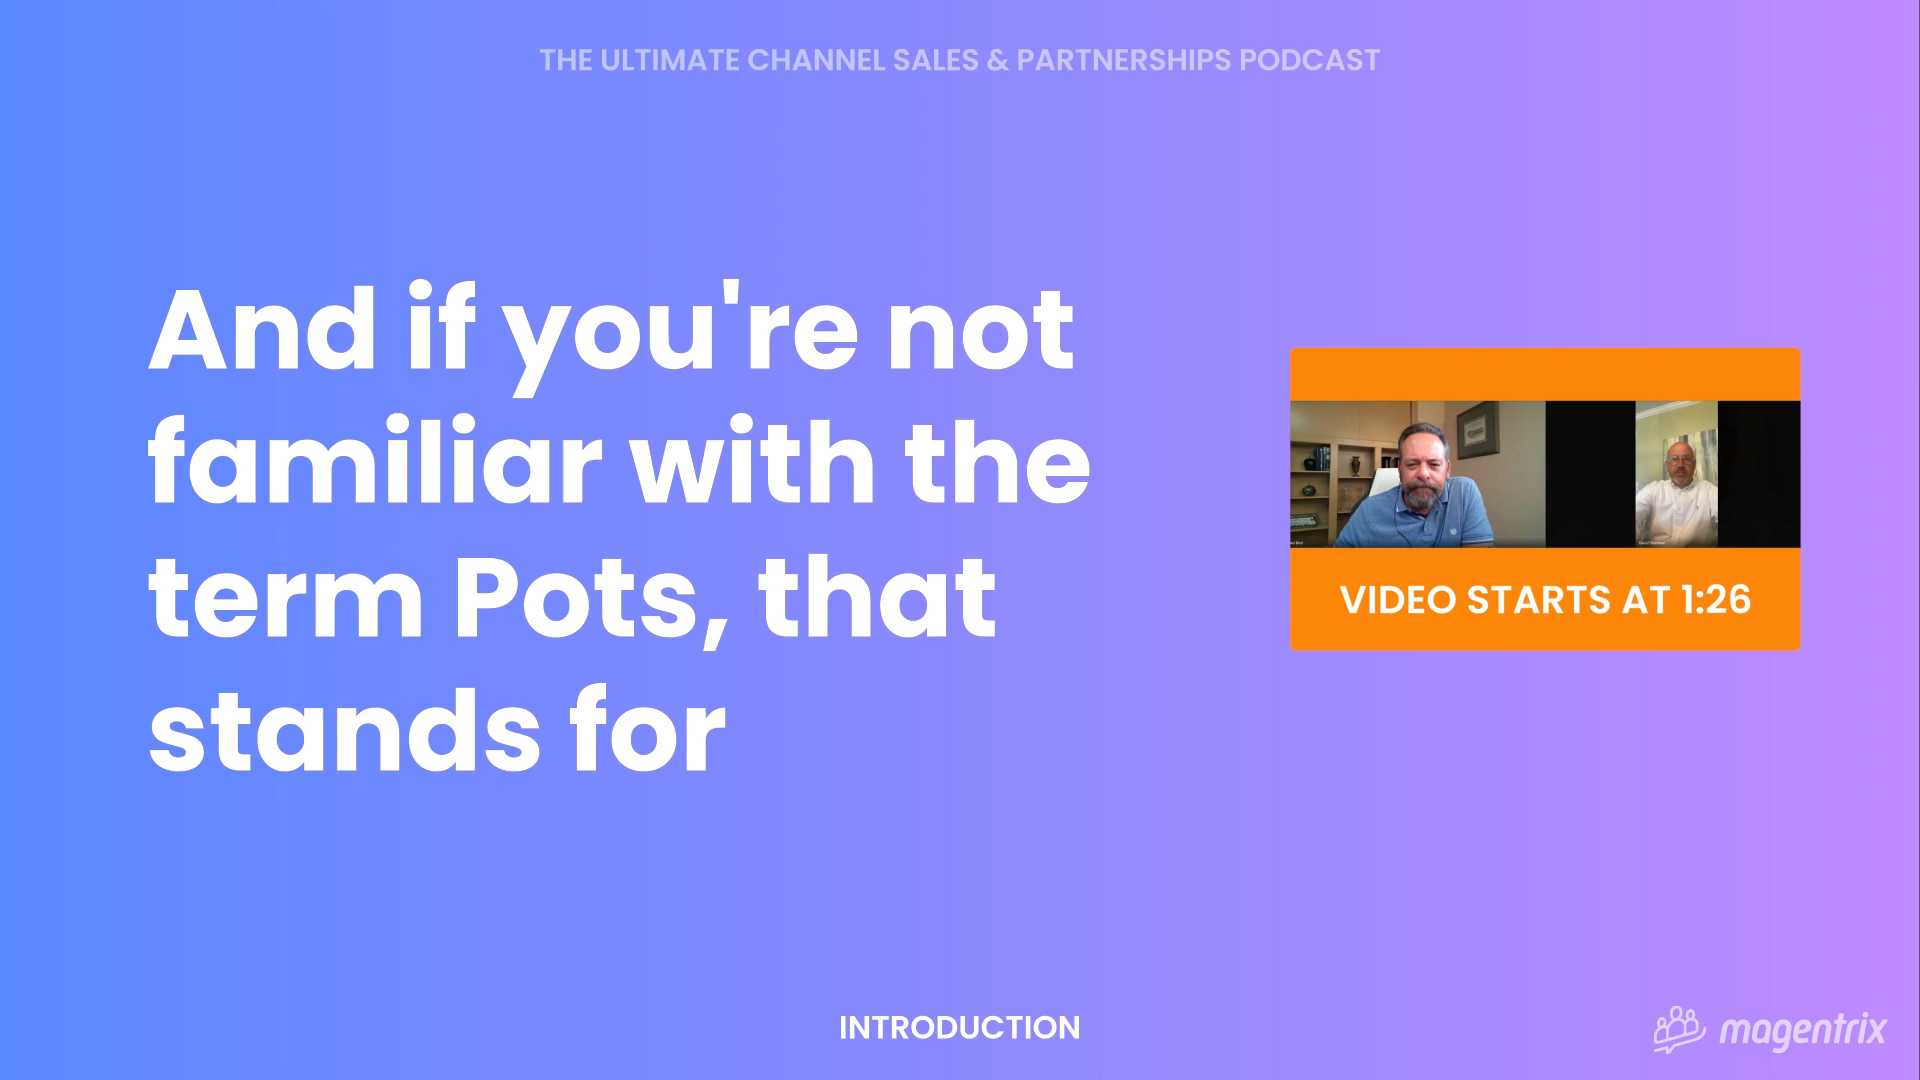 THE ULTIMATE CHANNEL SALES & PARTNERSHIPS PODCAST
And if you're not
familiar with the
term Pots, that
stands for
VIDEO STARTS AT 1:26
INTRODUCTION
magentrix